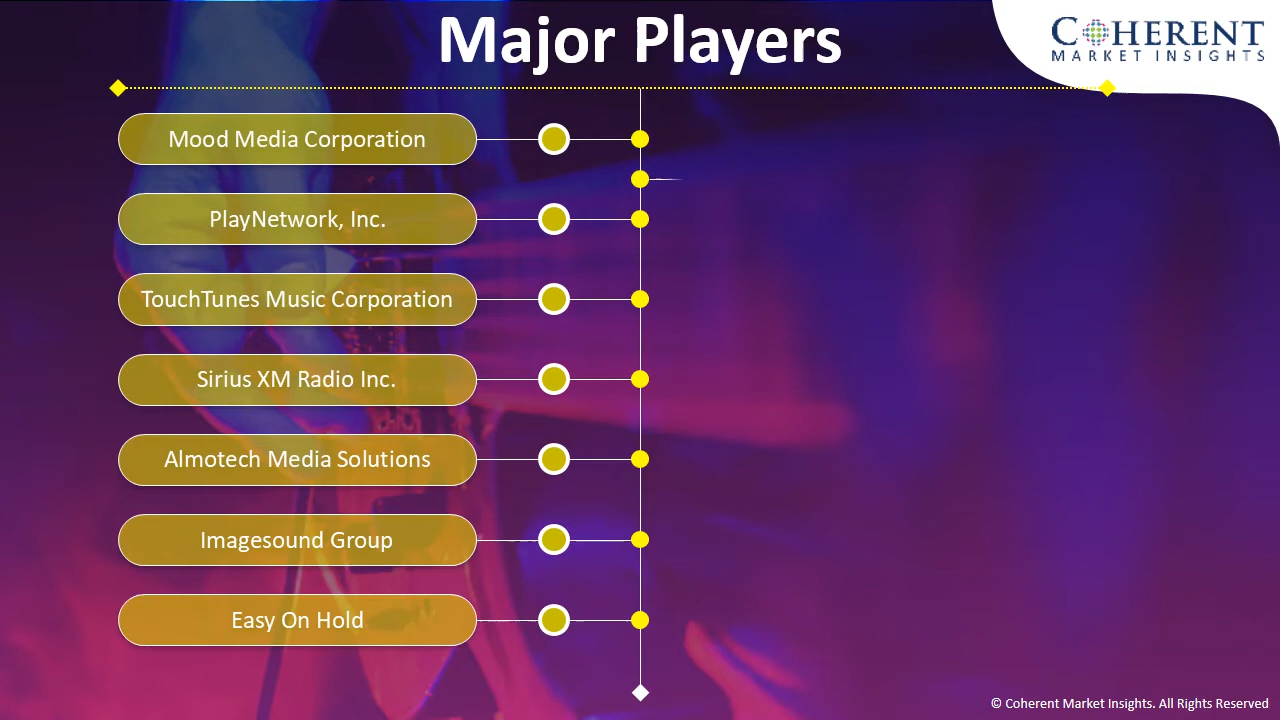 Major Players
COHERENT
MARKET INSIGHTS
Mood Media Corporation
PlayNetwork, Inc.
TouchTunes Music Corporation
Sirius XM Radio Inc.
Almotech Media Solutions
Imagesound Group
Easy On Hold
© Coherent Market Insights. All Rights Reserved